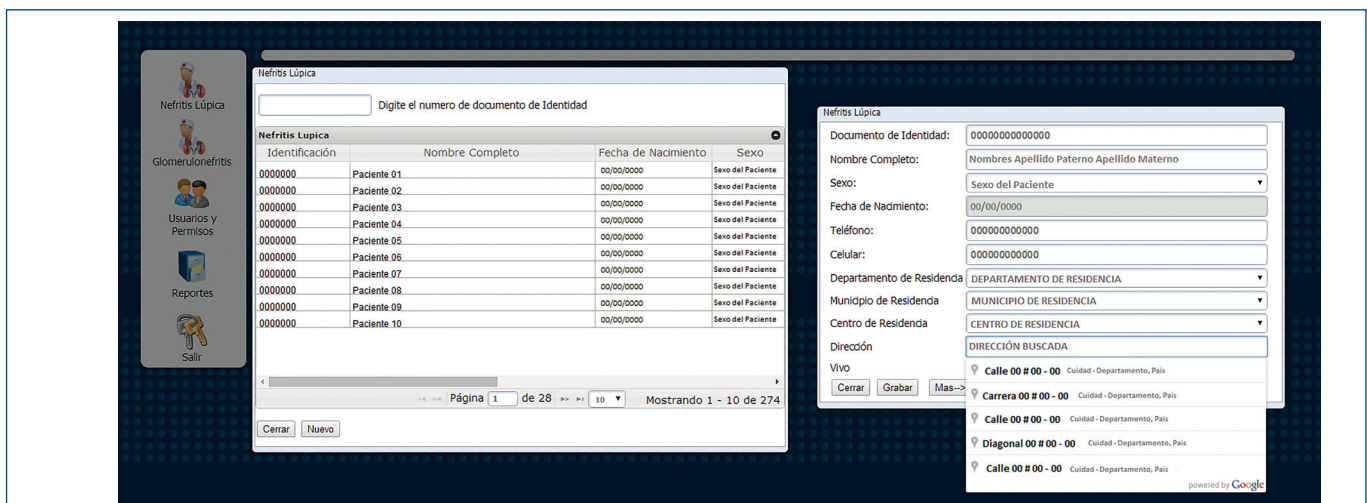 Nefritis Lúpica
Glomerulonefritis
Usuarios y
Permisos
Reportes
Salir
Nefritis Lúpica
Digite el numero de documento de Identidad
Nefritis Lupica
Identificación Nombre Completo Fecha de Nacimiento Sexo
0000000 Paciente 01 00/00/0000 Sexo del Paciente
0000000 Paciente 02 00/00/0000 Sexo del Paciente
0000000 Paciente 03 00/00/0000 Sexo del Paciente
0000000 Paciente 04 00/00/0000 Sexo del Paciente
0000000 Paciente 05 00/00/0000 Sexo del Paciente
0000000 Paciente 06 00/00/0000 Sexo del Paciente
0000000 Paciente 07 00/00/0000 Sexo del Paciente
0000000 Paciente 08 00/00/0000 Sexo del Paciente
0000000 Paciente 09 00/00/0000 Sexo del Paciente
0000000 Paciente 10 00/00/0000 Sexo del Paciente
Página 1 de 28 10 Mostrando 1 - 10 de 274
Cerrar Nuevo
Nefritis Lúpica
Documento de Identidad: 00000000000000
Nombre Completo: Nombres Apellido Paterno Apellido Materno
Sexo: Sexo del Paciente
Fecha de Nacimiento: 00/00/0000
Teléfono: 000000000000
Celular: 000000000000
Departamento de Residencia DEPARTAMENTO DE RESIDENCIA
Municipio de Residencia MUNICIPIO DE RESIDENCIA
Centro de Residencia CENTRO DE RESIDENCIA
Dirección DIRECCIÓN BUSCADA
Vivo
Cerrar Grabar Mas-->
Calle 00 # 00 - 00 Cuidad - Departamento, Pais
Carrera 00 # 00 - 00 Cuidad - Departamento, Pais
Calle 00 # 00 - 00 Cuidad - Departamento, Pais
Diagonal 00 # 00 - 00 Cuidad - Departamento, Pais
Calle 00 # 00 - 00 Cuidad - Departamento, Pais
powered by Google